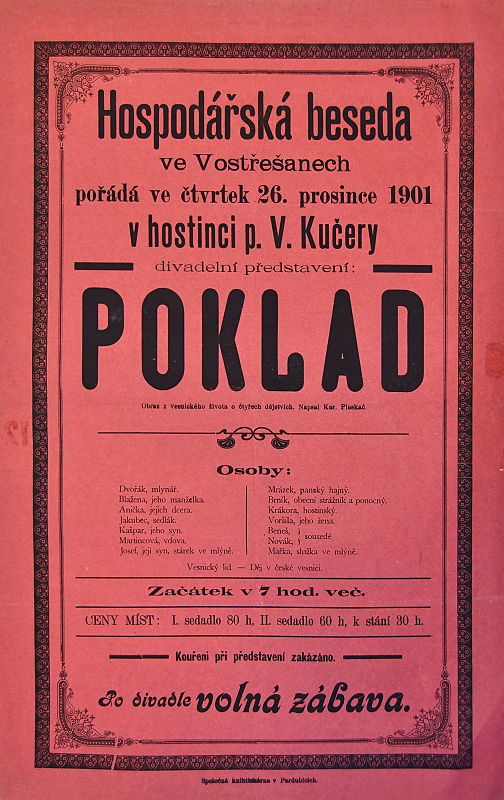 Hospodářská beseda
ve Vostřešanech
pořádá ve čtvrtek 26. prosince 1901
v hostinci p. V. Kučery
divadelní představení:
POKLAD
Obraz z vesnického života o čtyřech dějstvích. Napsal Kar. Pluskač.
Osoby:
Dvořák, mlynář.
Blažena, jeho manželka.
Anička, jejich dcera.
Jakubec, sedlák.
Kašpar, jeho syn.
Martincová, vdova.
Josef, její syn, stárek ve mlýně.
Mrázek, panský hajný.
Brník, obecní strážník a ponocný.
Krákora, hostinský.
Voršila, jeho žena.
Beneš,
Novák, sousedé
Mařka, služka ve mlýně.
Vesnický lid. — Děj v české vesnici.
Začátek v 7 hod. več.
CENY MÍST: I. sedadlo 80 h, II. sedadlo 60 h, k stání 30 h.
Kouření při představení zakázáno.
Po divadle volná zábava.
Společná knihtiskárna v Pardubicích.